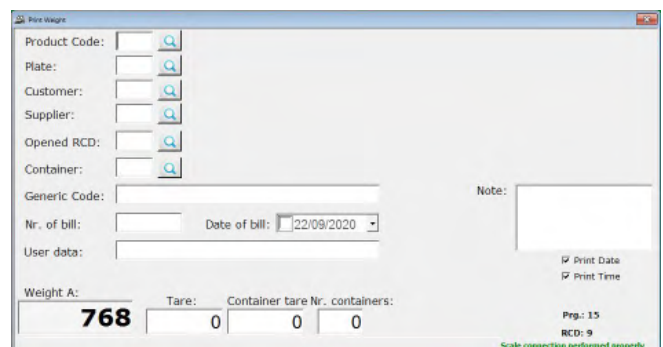 Print Weight
Product Code:
Plate:
Customer:
Supplier:
Opened RCD:
Container:
Generic Code:
Note:
Nr. of bill:
Date of bill: 22/09/2020
User data:
Print Date
Print Time
Weight A:
Tare: Container tare Nr. containers:
768 0 0 0
Prg.: 15
RCD: 9
Scale connection performed properly